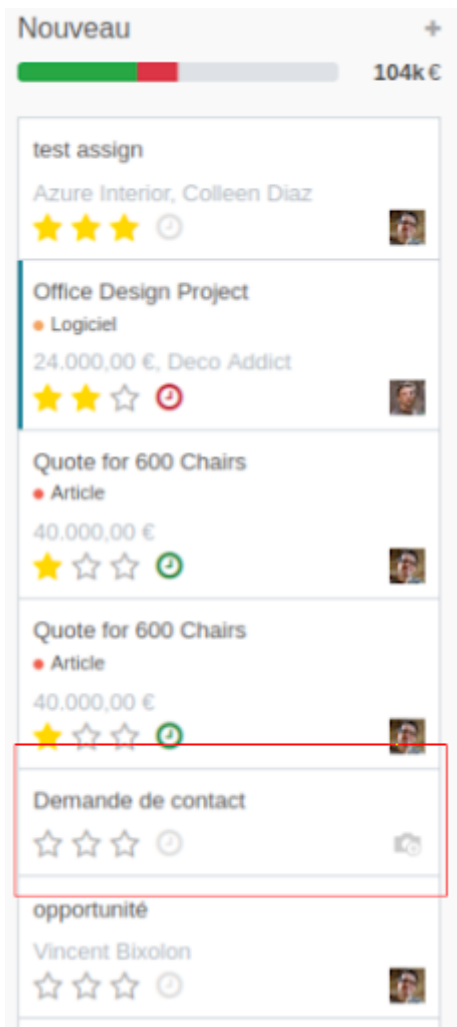 Nouveau +
104k €
test assign
Azure Interior, Colleen Diaz
Office Design Project
Logiciel
24.000,00 €, Deco Addict
Quote for 600 Chairs
Article
40.000,00 €
Quote for 600 Chairs
Article
40.000,00 €
Demande de contact
opportunité
Vincent Bixolon